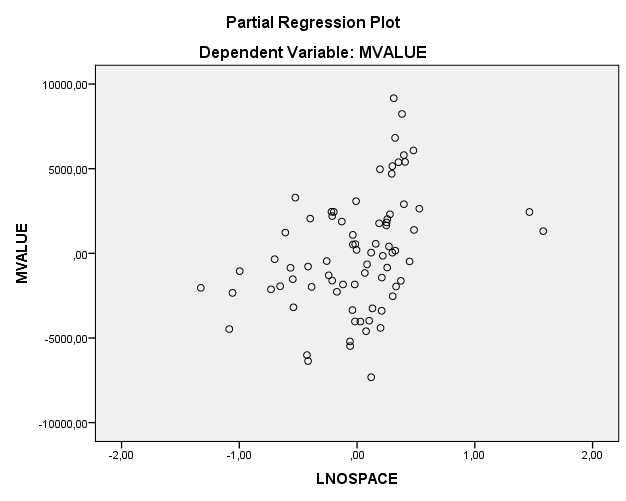 Partial Regression Plot
Dependent Variable: MVALUE
10000,00
5000,00
,00
-5000,00
-10000,00
MVALUE
-2,00 -1,00 ,00 1,00 2,00
LNOSPACE